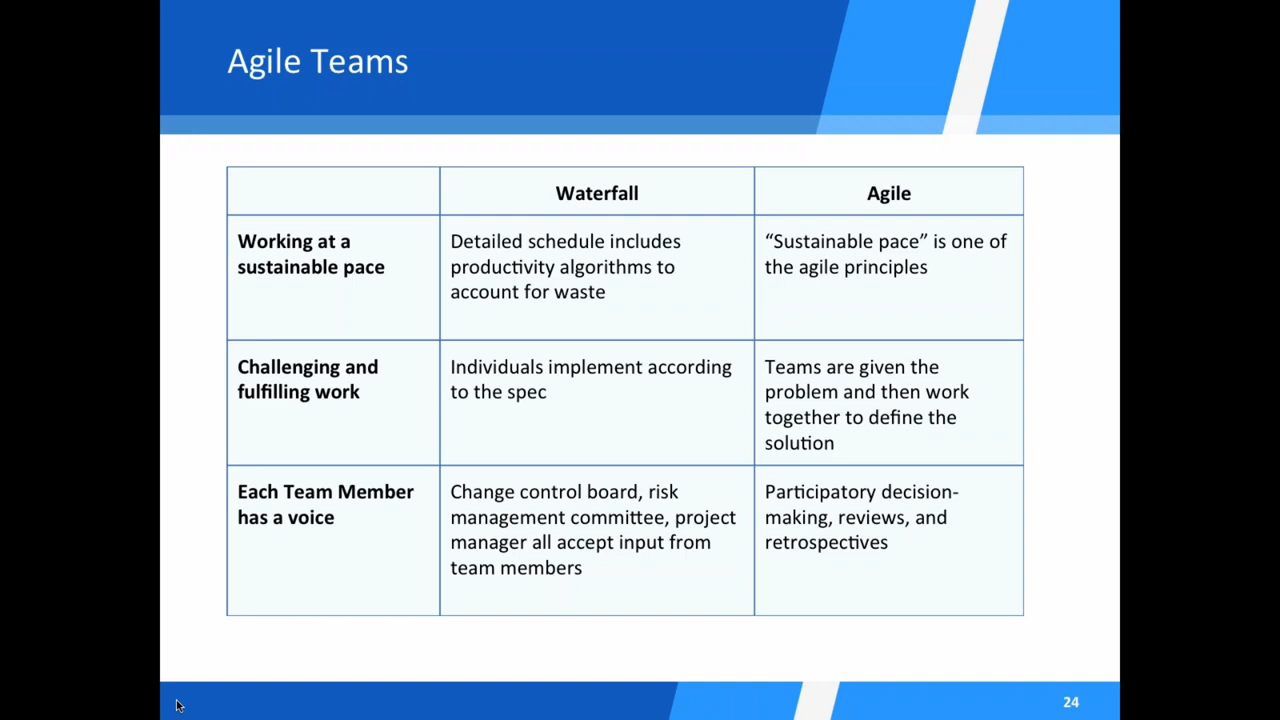 Agile Teams
Waterfall
Agile
Working at a
sustainable pace
Detailed schedule includes
productivity algorithms to
account for waste
“Sustainable pace” is one of
the agile principles
Challenging and
fulfilling work
Individuals implement according
to the spec
Teams are given the
problem and then work
together to define the
solution
Each Team Member
has a voice
Change control board, risk
management committee, project
manager all accept input from
team members
Participatory decision-
making, reviews, and
retrospectives
24